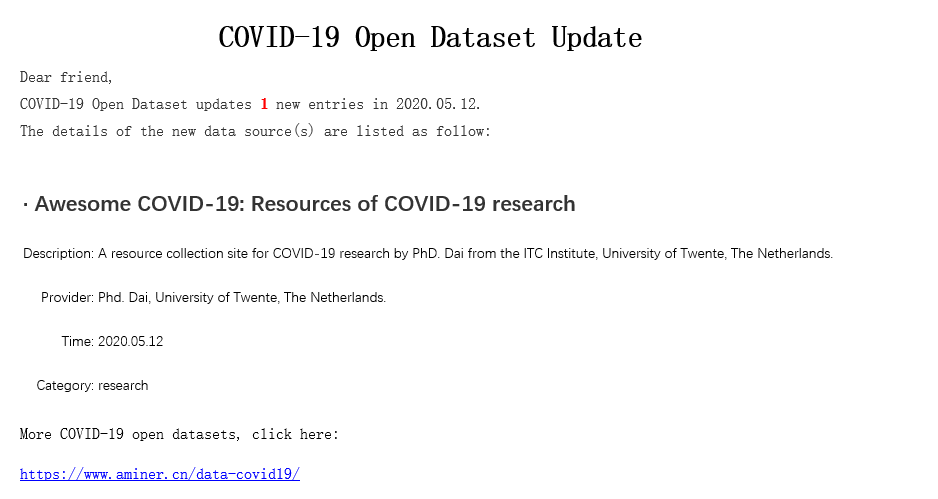 COVID-19 Open Dataset Update
Dear friend,
COVID-19 Open Dataset updates 1 new entries in 2020.05.12.
The details of the new data source(s) are listed as follow:
· Awesome COVID-19: Resources of COVID-19 research
Description: A resource collection site for COVID-19 research by PhD. Dai from the ITC Institute, University of Twente, The Netherlands.
Provider: Phd. Dai, University of Twente, The Netherlands.
Time: 2020.05.12
Category: research
More COVID-19 open datasets, click here:
https://www.aminer.cn/data-covid19/